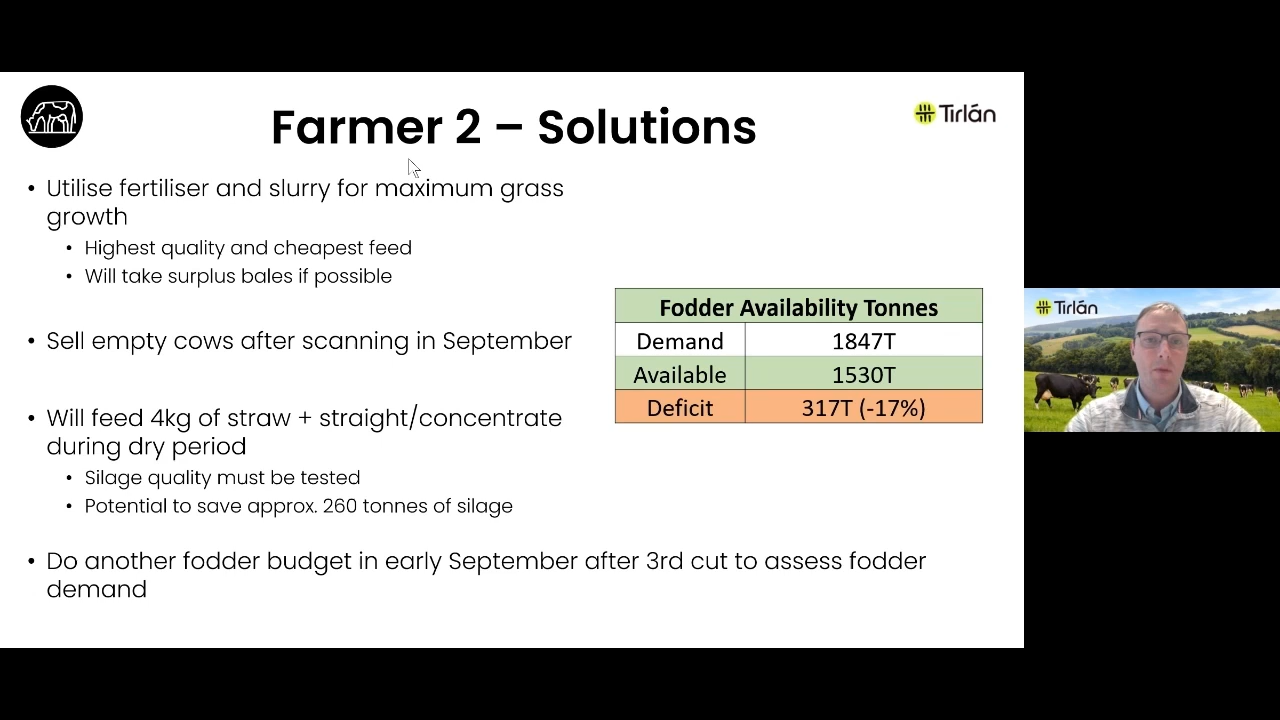 Farmer 2 – Solutions
Tirlán
• Utilise fertiliser and slurry for maximum grass
growth
• Highest quality and cheapest feed
• Will take surplus bales if possible
• Sell empty cows after scanning in September
• Will feed 4kg of straw + straight/concentrate
during dry period
• Silage quality must be tested
• Potential to save approx. 260 tonnes of silage
• Do another fodder budget in early September after 3rd cut to assess fodder
demand
Fodder Availability Tonnes
Demand 1847T
Available 1530T
Deficit 317T (-17%)
Tirlán